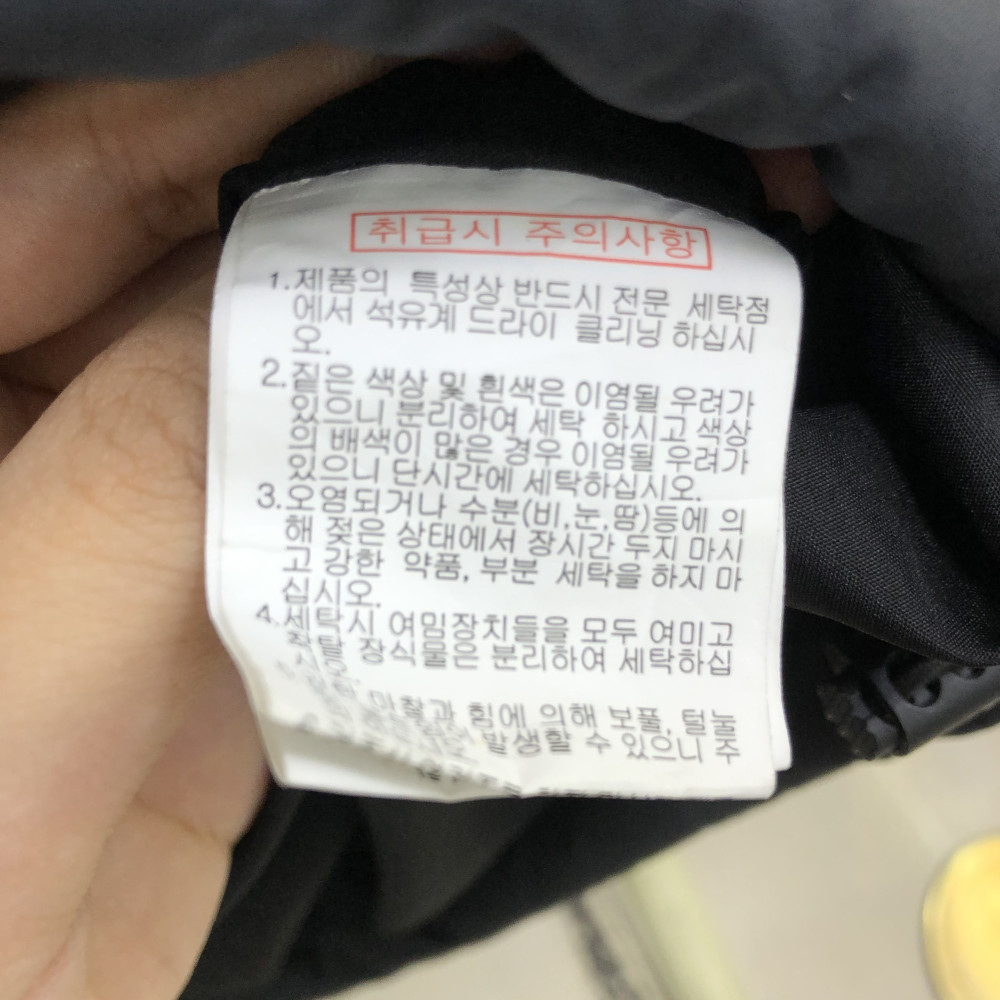 취급시 주의사항
1.제품의 특성상 반드시 전문 세탁점
에서 석유계 드라이 클리닝 하십시
오.
2.짙은 색상 및 흰색은 이염될 우려가
있으니 분리하여 세탁 하시고 색상
의 배색이 많은 경우 이염될 우려가
있으니 단시간에 세탁하십시오.
3.오염되거나 수분(비,눈,땀)등에 의
해 젖은 상태에서 장시간 두지 마시
고 강한 약품, 부분 세탁을 하지 마
십시오.
4.세탁시 여밈장치들을 모두 여미고
착탈 장식물은 분리하여 세탁하십
시오.
마찰과 힘에 의해 보풀, 털눌
발생할 수 있으니 주